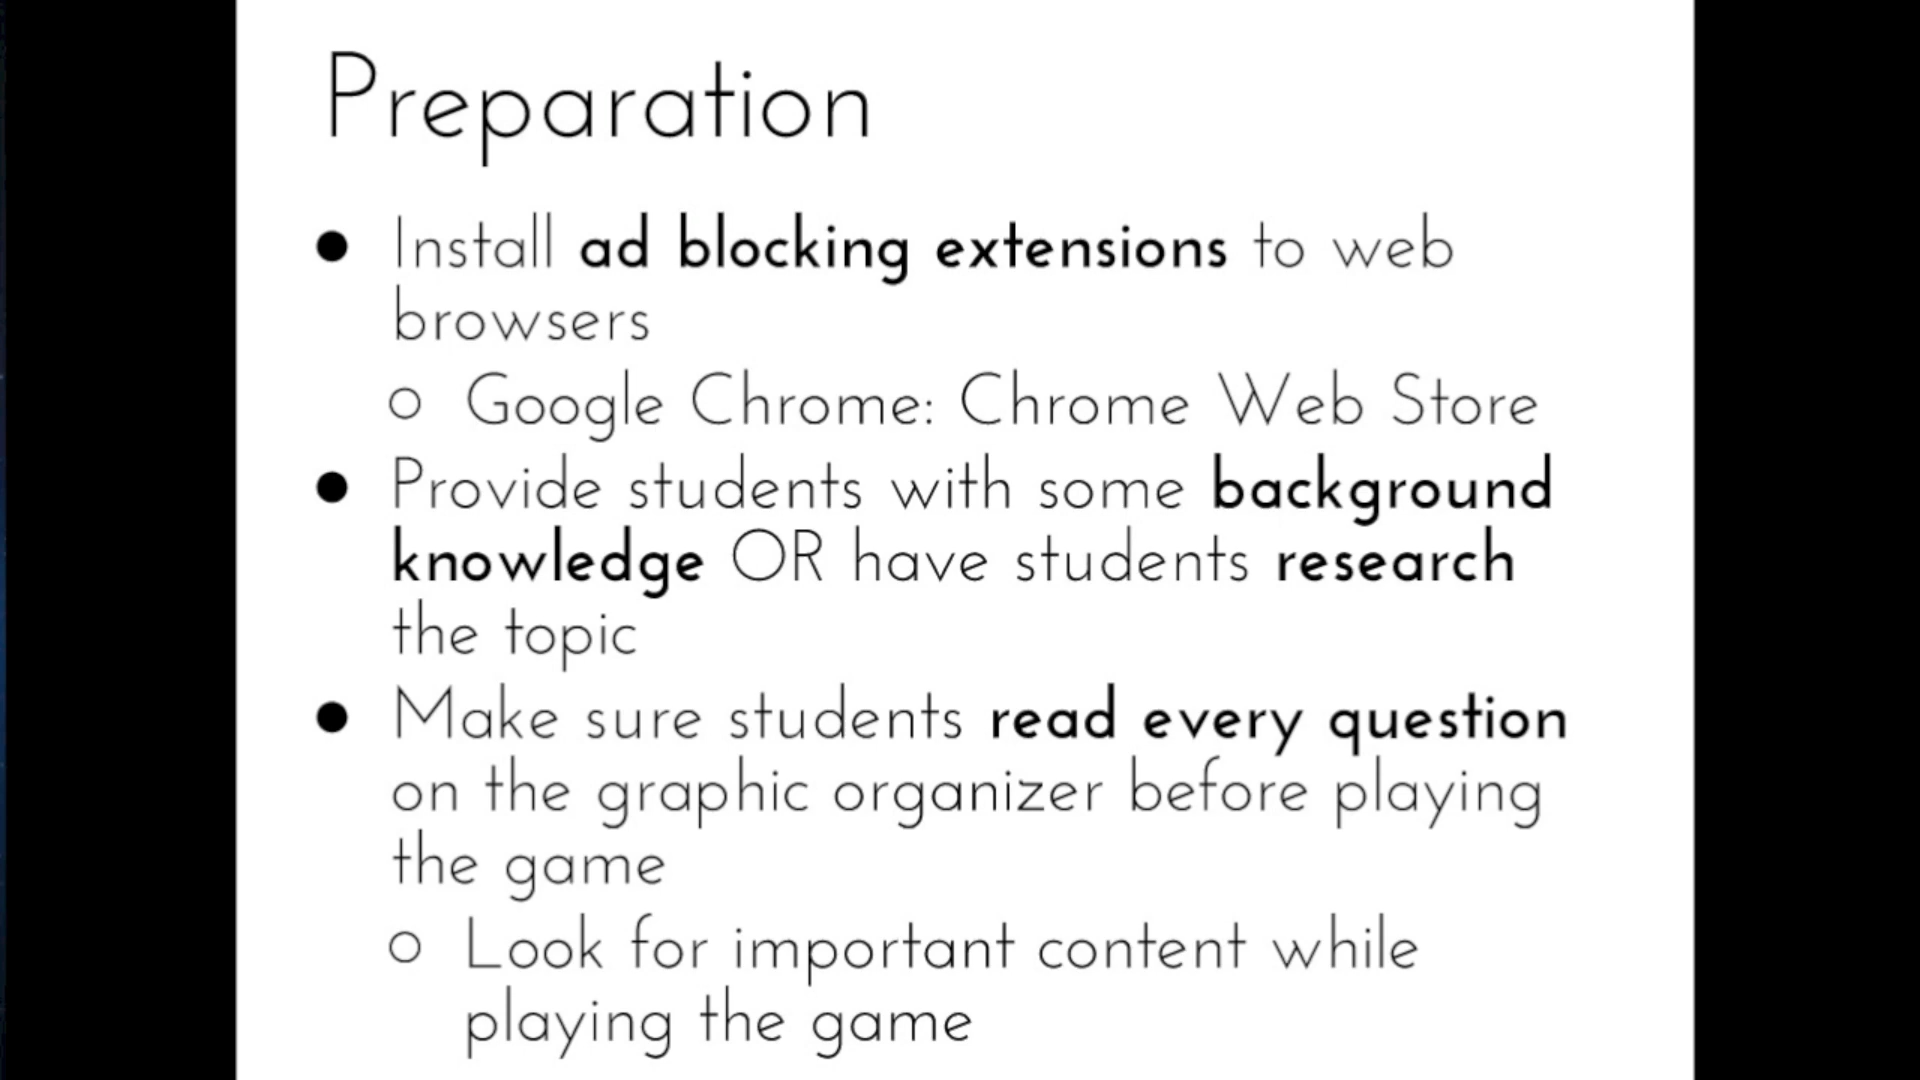 Preparation
● Install ad blocking extensions to web
browsers
○ Google Chrome: Chrome Web Store
● Provide students with some background
knowledge OR have students research
the topic
● Make sure students read every question
on the graphic organizer before playing
the game
○ Look for important content while
playing the game